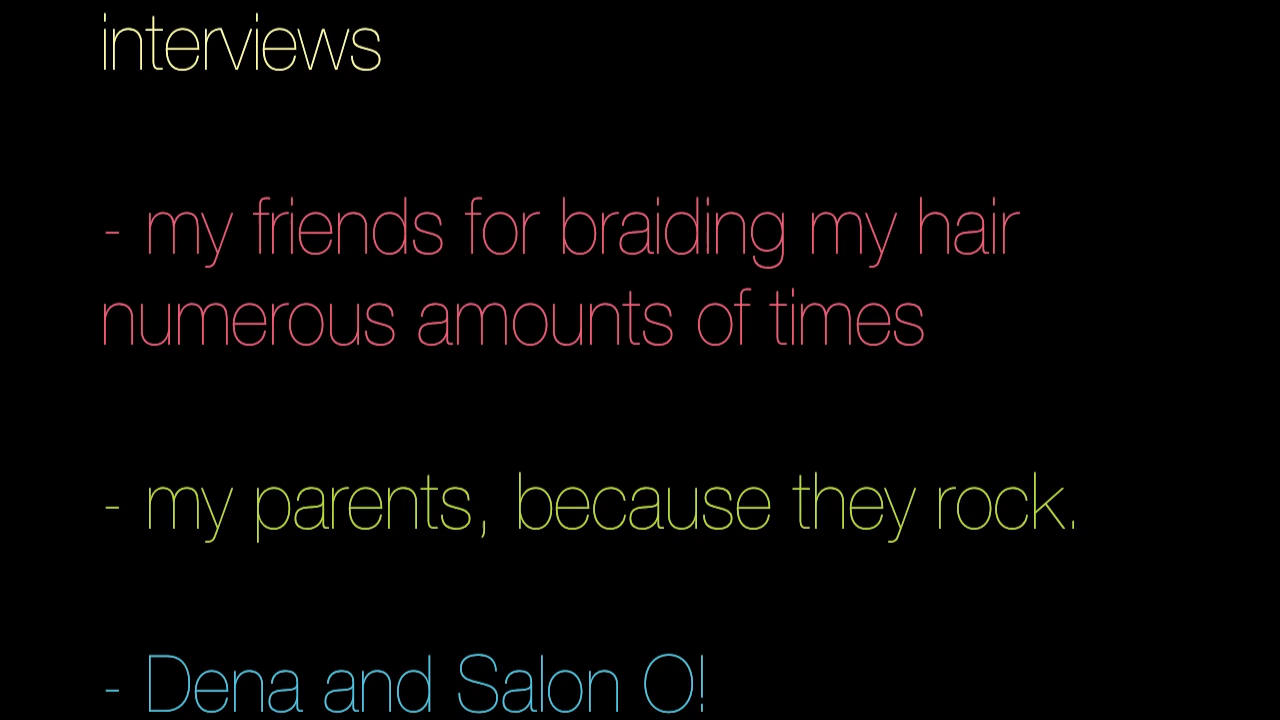 interviews
- my friends for braiding my hair
numerous amounts of times
- my parents, because they rock.
- Dena and Salon O!